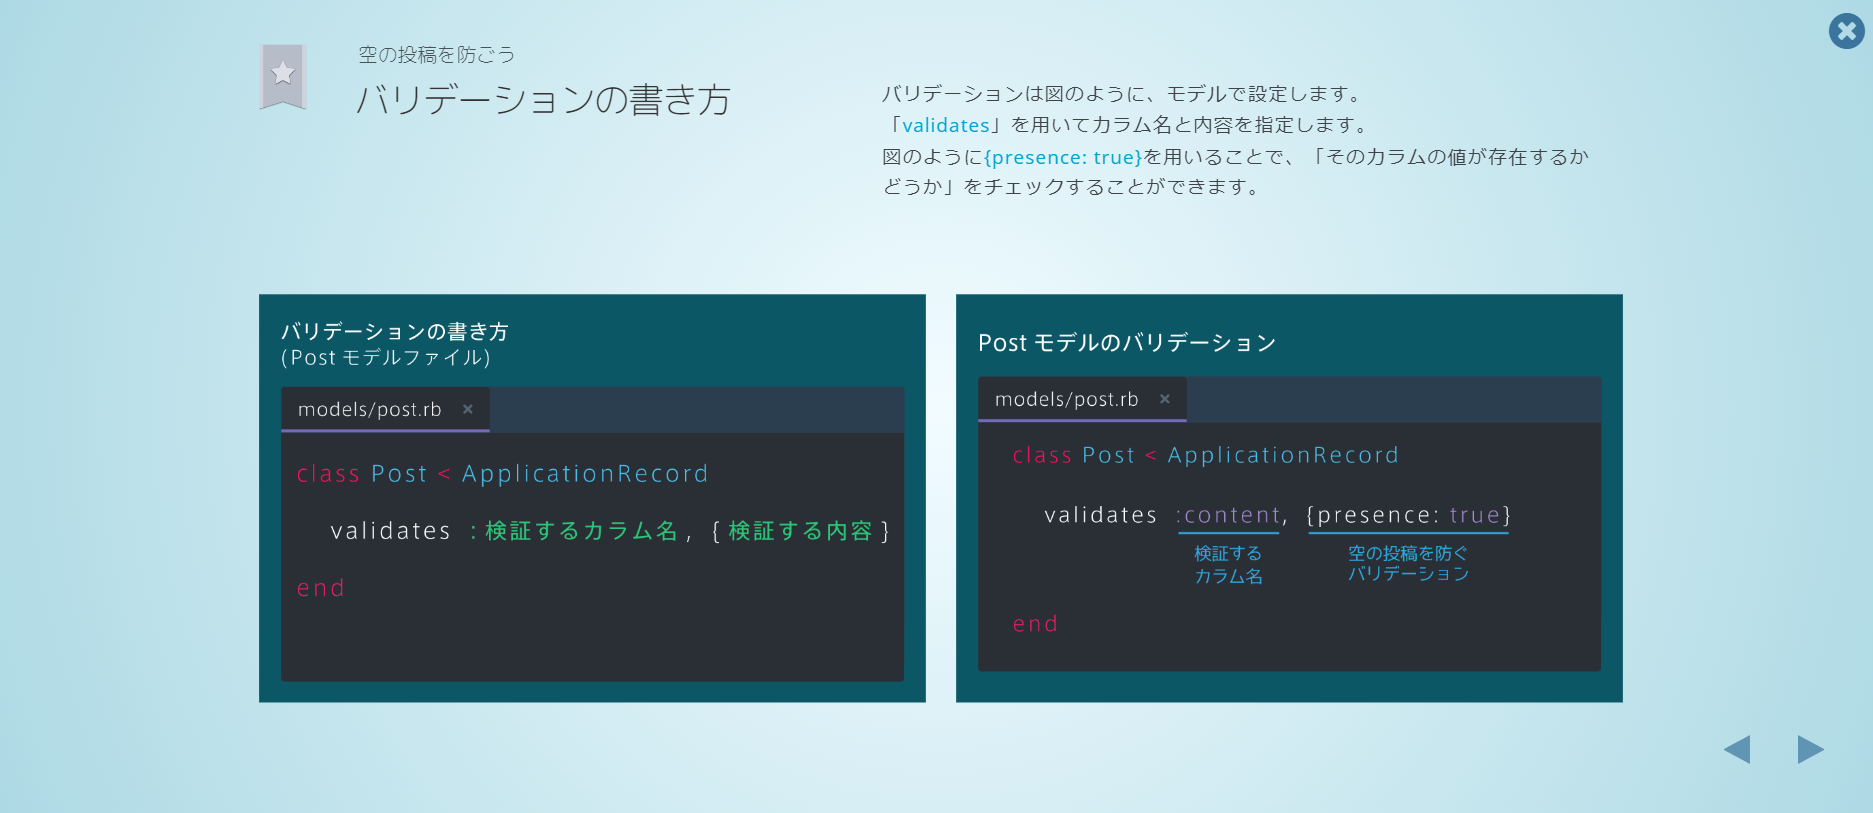 空の投稿を防ごう
バリデーションの書き方
バリデーションは図のように、モデルで設定します。
「validates」を用いてカラム名と内容を指定します。
図のように{presence: true}を用いることで、「そのカラムの値が存在するか
どうか」をチェックすることができます。
バリデーションの書き方
(Post モデルファイル)
models/post.rb ×
class Post < ApplicationRecord
validates :検証するカラム名, {検証する内容}
end
Post モデルのバリデーション
models/post.rb ×
class Post < ApplicationRecord
validates :content, {presence: true}
検証する
カラム名
空の投稿を防ぐ
バリデーション
end